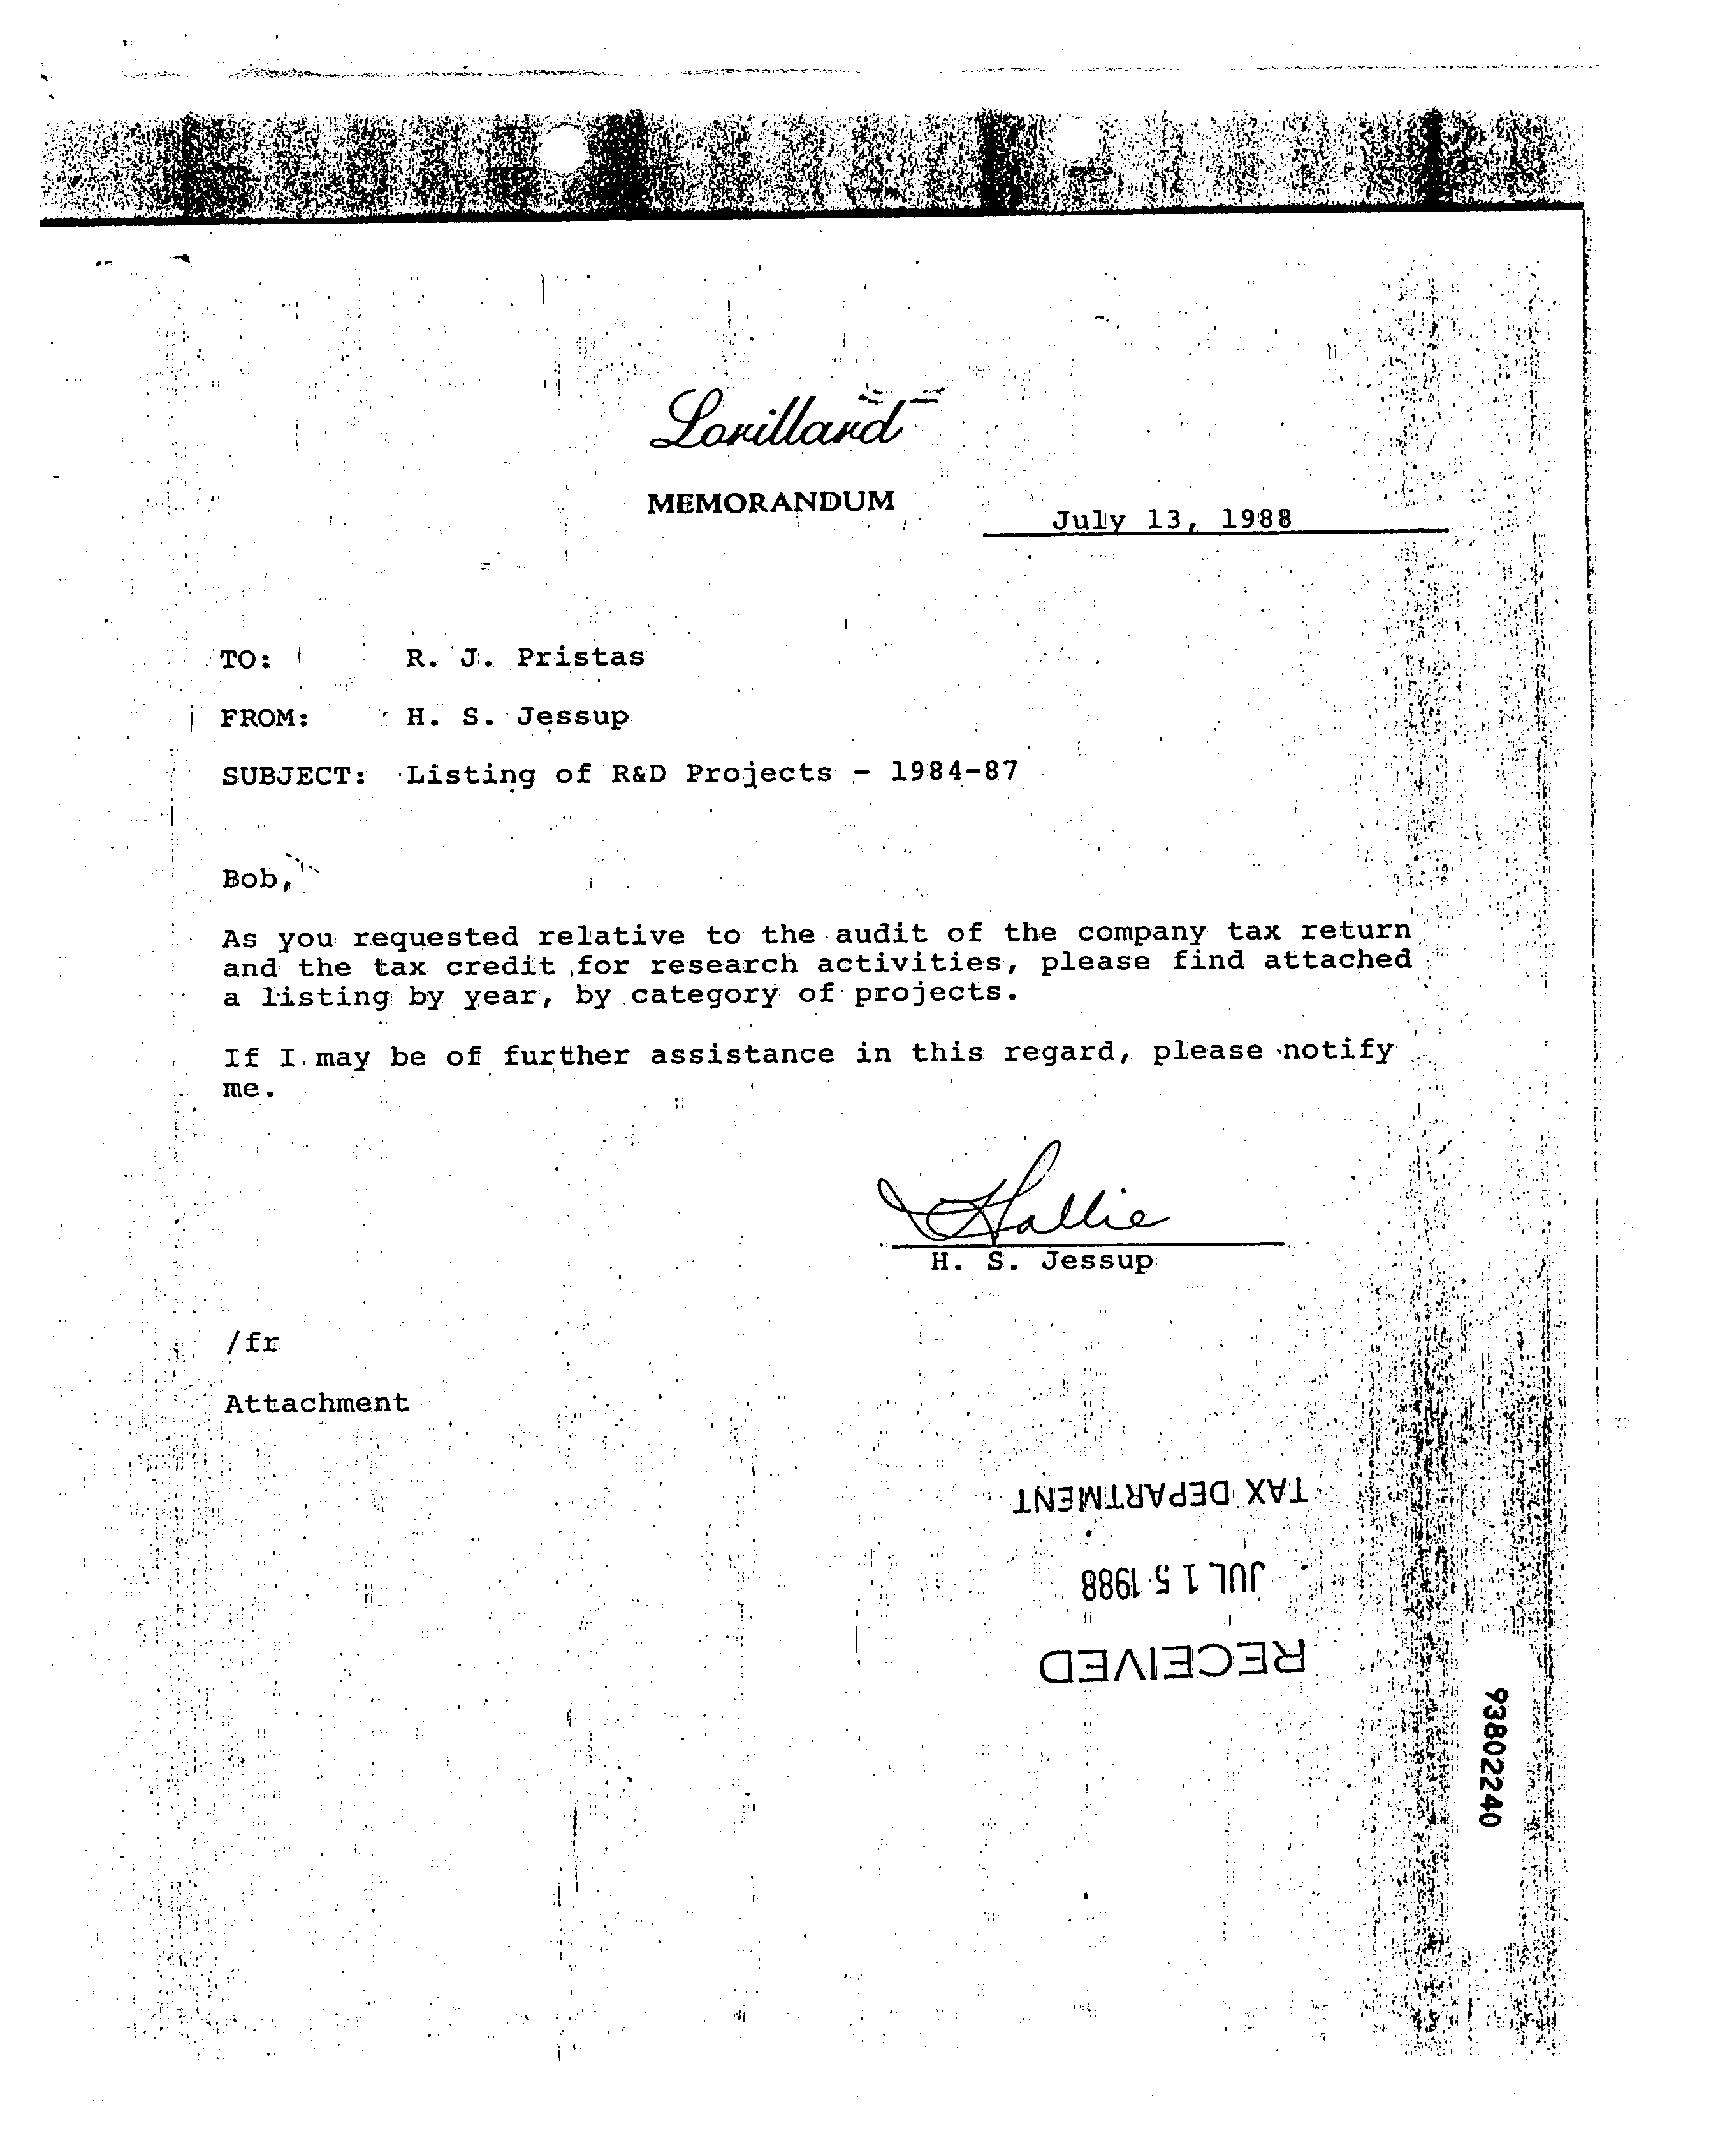 Lorillard
MEMORANDUM
July 13, 1988
TO: R. J. Pristas
FROM: H. S. Jessup
SUBJECT: Listing of R&D Projects - 1984-87
Bob,
As you requested relative to the audit of the company tax return
and the tax credit for research activities, please find attached
a listing by year, by category of projects.
If I may be of further assistance in this regard, please notify
me.
Hallie
H. S. Jessup
/fr
Attachment
RECEIVED
JUL 15 1988
TAX DEPARTMENT
93802240